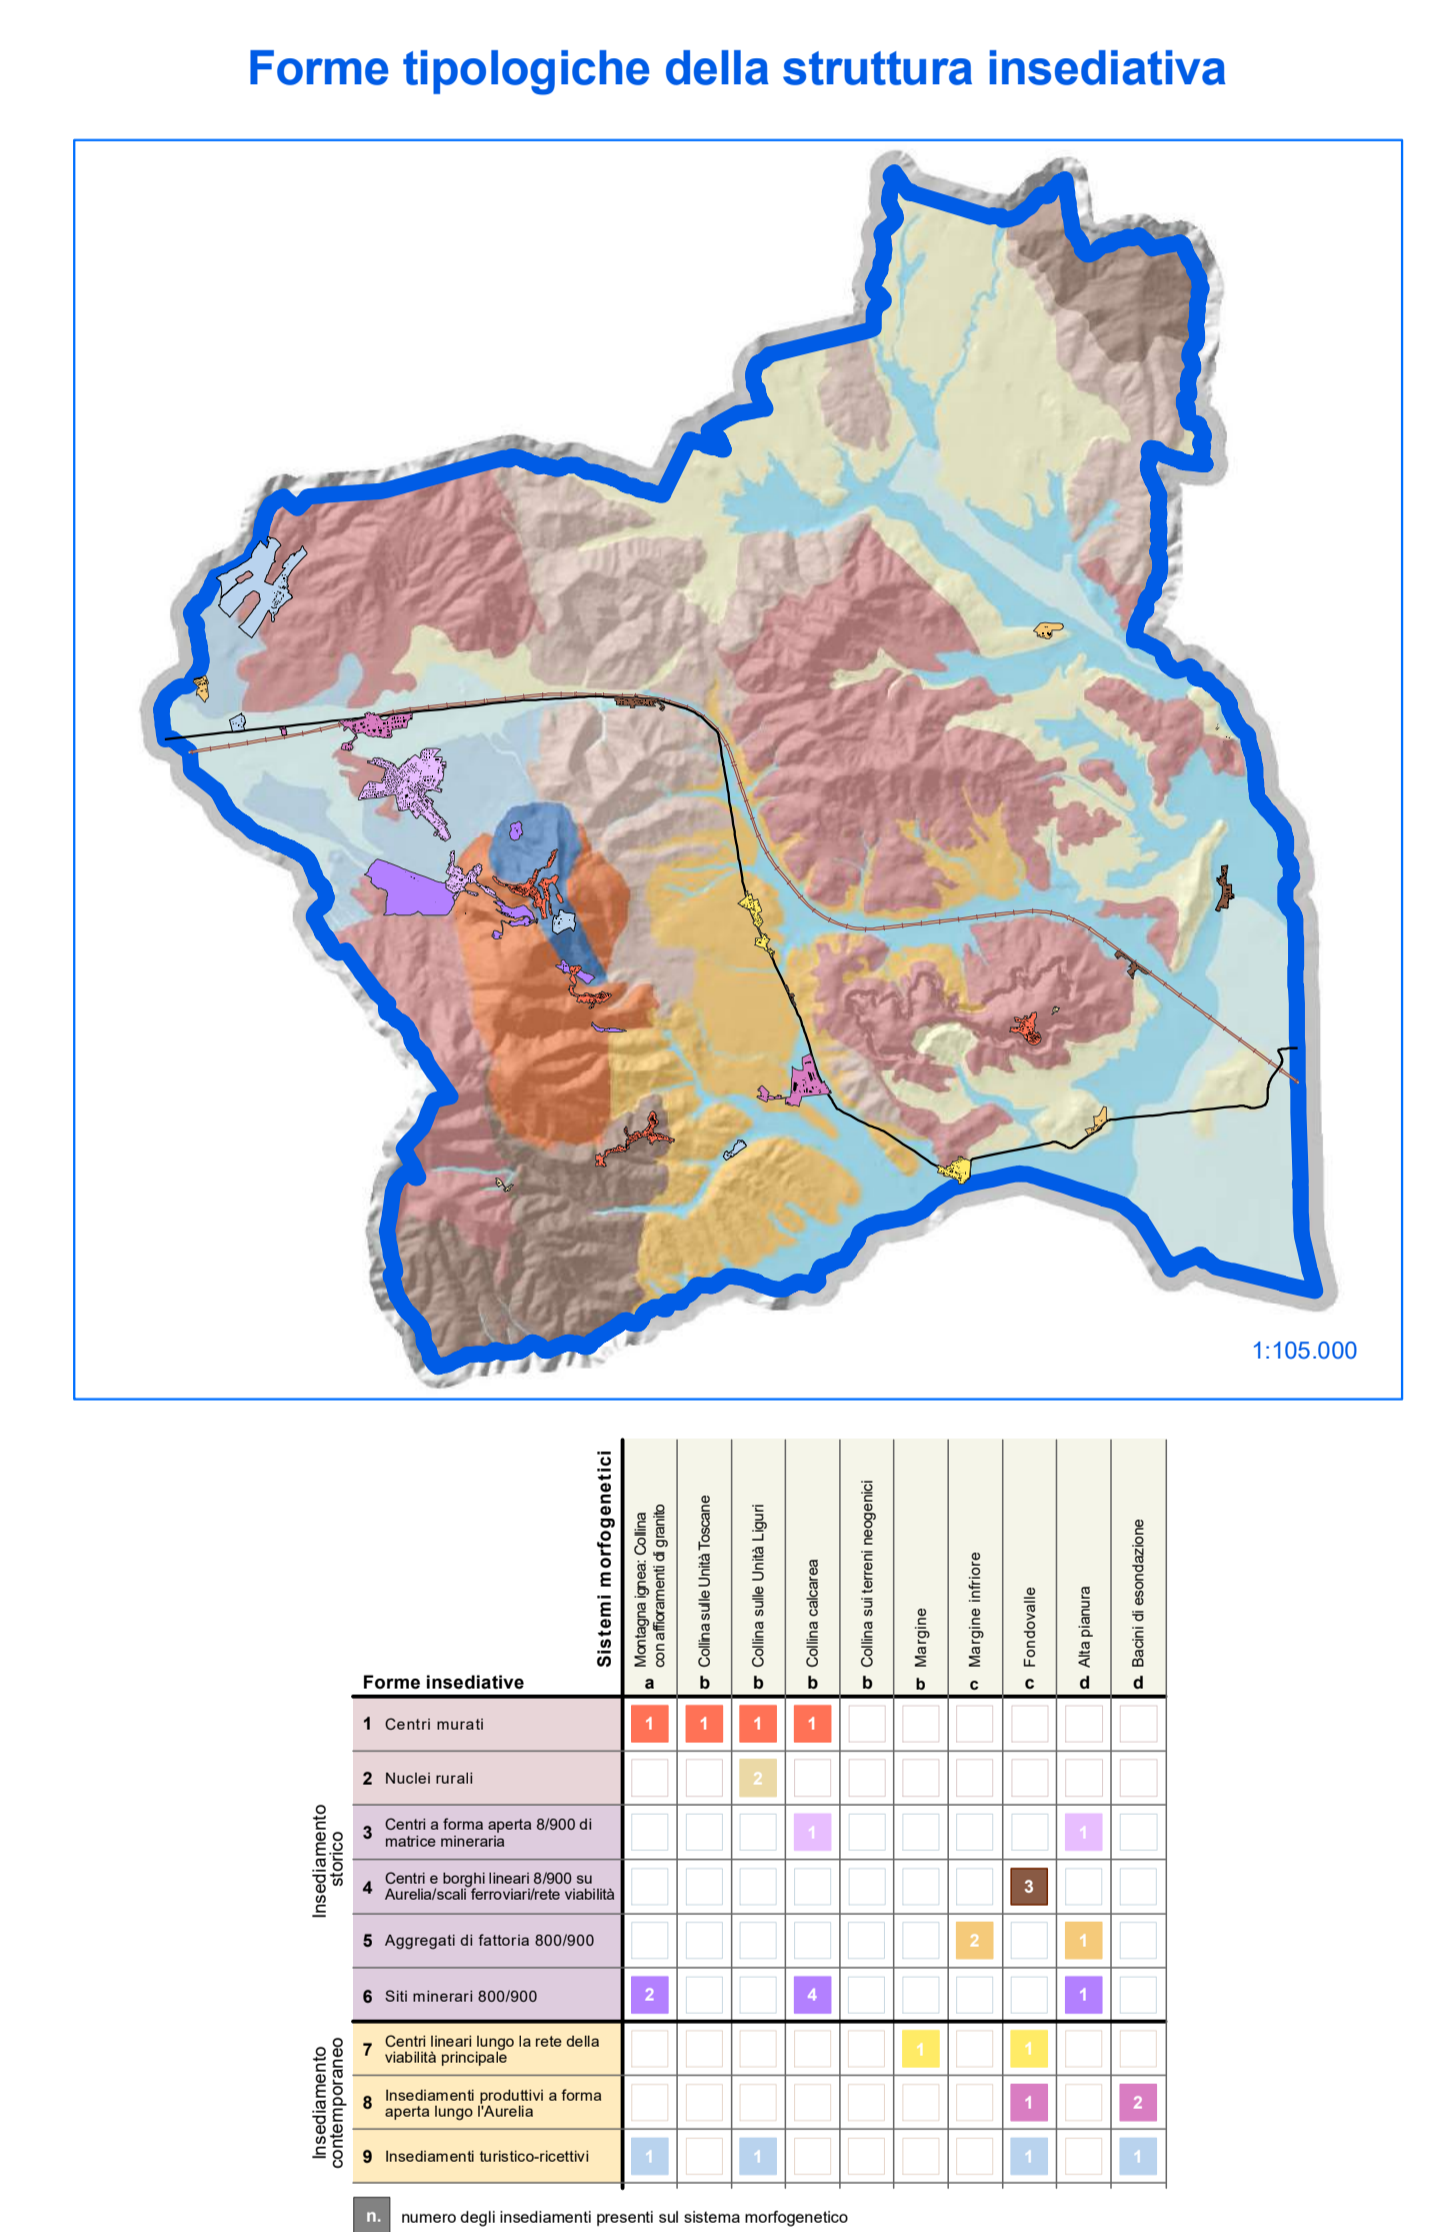 Forme tipologiche della struttura insediativa
1:105.000
Sistemi morfogenetici
Montagna ignea: Collina
con affioramenti di granito
Collina sulle Unità Toscane
Collina sulle Unità Liguri
Collina calcarea
Collina sui terreni neogenici
Margine
Margine infriore
Fondovalle
Alta pianura
Bacini di esondazione
Forme insediative
a b b b b b c c d d
Insediamento
storico
1 Centri murati 1 1 1 1
2 Nuclei rurali 2
3 Centri a forma aperta 8/900 di
matrice mineraria 1 1
4 Centri e borghi lineari 8/900 su
Aurelia/scali ferroviari/rete viabilità 3
5 Aggregati di fattoria 800/900 2 1
6 Siti minerari 800/900 2 4 1
Insediamento
contemporaneo
7 Centri lineari lungo la rete della
viabilità principale 1 1
8 Insediamenti produttivi a forma
aperta lungo l'Aurelia 1 2
9 Insediamenti turistico-ricettivi 1 1 1 1
n. numero degli insediamenti presenti sul sistema morfogenetico